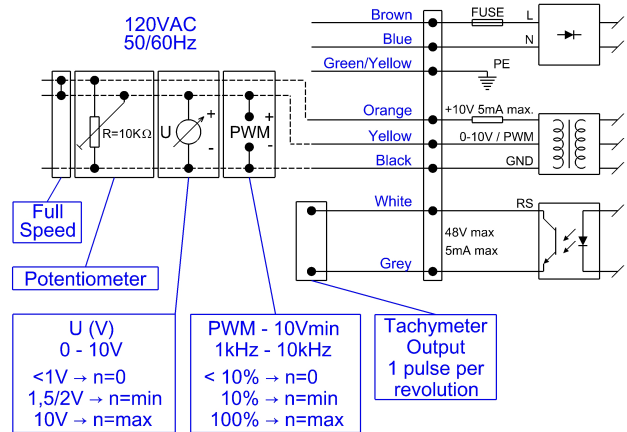 120VAC
50/60Hz
Brown
FUSE
L
Blue
N
Green/Yellow
PE
Orange
+10V 5mA max.
R=10KΩ
U
+
-
PWM
+
-
Yellow
0-10V / PWM
Black
GND
White
RS
48V max
5mA max
Grey
Full
Speed
Potentiometer
U (V)
0 - 10V
<1V → n=0
1,5/2V → n=min
10V → n=max
PWM - 10Vmin
1kHz - 10kHz
< 10% → n=0
10% → n=min
100% → n=max
Tachymeter
Output
1 pulse per
revolution